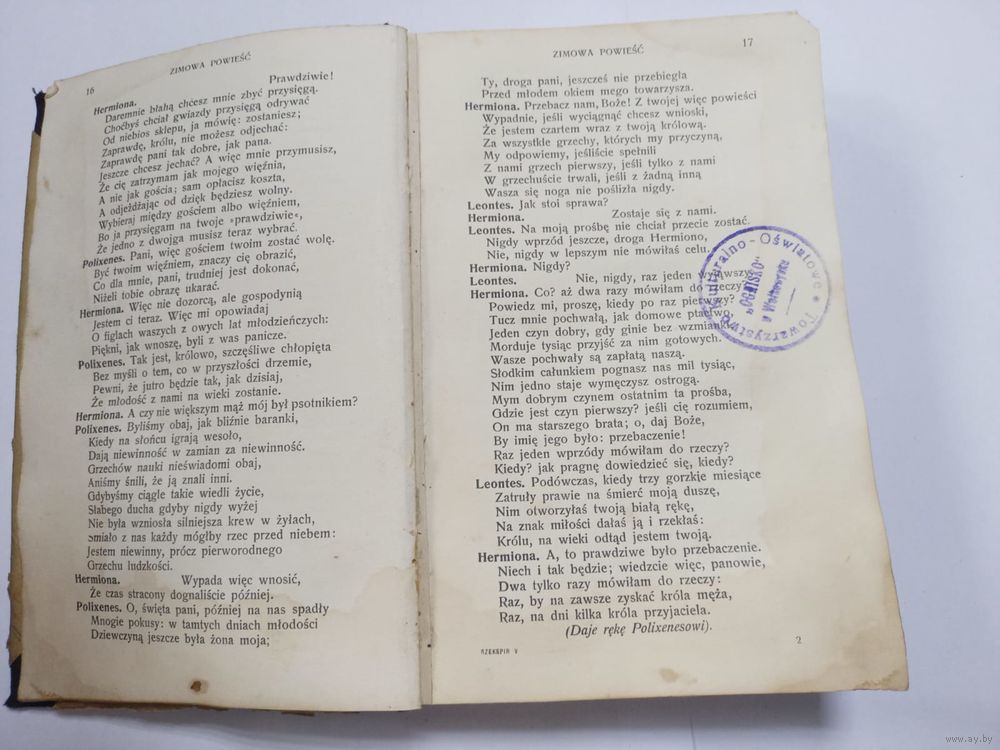 16
ZIMOWA POWIEŚĆ
Hermiona. Prawdziwie!
Daremnie błahą chcesz mnie zbyć przysięgą.
Choćbyś chciał gwiazdy przysięgą odrywać
Od niebios sklepu, ja mówię: zostaniesz;
Zaprawdę, królu, nie możesz odjechać:
Zaprawdę pani tak dobre, jak pana.
Jeszcze chcesz jechać? A więc mnie przymusisz,
Że cię zatrzymam jak mojego więźnia,
A nie jak gościa; sam opłacisz koszta,
A odjeżdżając od dzięk będziesz wolny.
Wybieraj między gościem albo więźniem,
Bo ja przysięgam na twoje »prawdziwie«,
Że jedno z dwojga musisz teraz wybrać.
Polixenes. Pani, więc gościem twoim zostać wolę.
Być twoim więźniem, znaczy cię obrazić,
Co dla mnie, pani, trudniej jest dokonać,
Niżeli tobie obrazę ukarać.
Hermiona. Więc nie dozorcą, ale gospodynią
Jestem ci teraz. Więc mi opowiadaj
O figlach waszych z owych lat młodzieńczych:
Piękni, jak wnoszę, byli z was panicze.
Polixenes. Tak jest, królowo, szczęśliwe chłopięta
Bez myśli o tem, co w przyszłości drzemie,
Pewni, że jutro będzie tak, jak dzisiaj,
Że młodość z nami na wieki zostanie.
Hermiona. A czy nie większym mąż mój był psotnikiem?
Polixenes. Byliśmy obaj, jak bliźnie baranki,
Kiedy na słońcu igrają wesoło,
Dają niewinność w zamian za niewinność.
Grzechów nauki nieświadomi obaj,
Aniśmy śnili, że ją znali inni.
Gdybyśmy ciągle takie wiedli życie,
Słabego ducha gdyby nigdy wyżej
Nie była wzniosła silniejsza krew w żyłach,
Śmiało z nas każdy mógłby rzec przed niebem:
Jestem niewinny, prócz pierworodnego
Grzechu ludzkości.
Hermiona. Wypada więc wnosić,
Że czas stracony dognaliście później.
Polixenes. O, święta pani, później na nas spadły
Mnogie pokusy: w tamtych dniach młodości
Dziewczyną jeszcze była żona moja;
ZIMOWA POWIEŚĆ
17
Ty, droga pani, jeszcześ nie przebiegła
Przed młodem okiem mego towarzysza.
Hermiona. Przebacz nam, Boże! Z twojej więc powieści
Wypadnie, jeśli wyciągnąć chcesz wnioski,
Że jestem czartem wraz z twoją królową.
Za wszystkie grzechy, których my przyczyną,
My odpowiemy, jeśliście spełnili
Z nami grzech pierwszy, jeśli tylko z nami
W grzechuście trwali, jeśli z żadną inną
Wasza się noga nie pośliźła nigdy.
Leontes. Jak stoi sprawa?
Hermiona. Zostaje się z nami.
Leontes. Na moją prośbę nie chciał przecie zostać.
Nigdy wprzód jeszcze, droga Hermiono,
Nie, nigdy w lepszym nie mówiłaś celu.
Hermiona. Nigdy?
Leontes. Nie, nigdy, raz jeden wyjąwszy.
Hermiona. Co? aż dwa razy mówiłam do rzeczy?
Powiedz mi, proszę, kiedy po raz pierwszy?
Tucz mnie pochwałą, jak domowe ptactwo,
Jeden czyn dobry, gdy ginie bez wzmianki,
Morduje tysiąc przyjść za nim gotowych.
Wasze pochwały są zapłatą naszą.
Słodkim całunkiem pognasz nas mil tysiąc,
Nim jedno staje wymęczysz ostrogą.
Mym dobrym czynem ostatnim ta prośba,
Gdzie jest czyn pierwszy? jeśli cię rozumiem,
On ma starszego brata; o, daj Boże,
By imię jego było: przebaczenie!
Raz jeden wprzódy mówiłam do rzeczy?
Kiedy? jak pragnę dowiedzieć się, kiedy?
Leontes. Podówczas, kiedy trzy gorzkie miesiące
Zatruły prawie na śmierć moją duszę,
Nim otworzyłaś twoją białą rękę,
Na znak miłości dałaś ją i rzekłaś:
Królu, na wieki odtąd jestem twoją.
Hermiona. A, to prawdziwe było przebaczenie.
Niech i tak będzie; wiedzcie więc, panowie,
Dwa tylko razy mówiłam do rzeczy:
Raz, by na zawsze zyskać króla męża,
Raz, na dni kilka króla przyjaciela.
(Daje rękę Polixenesowi).
SZEKSPIR V
2
Towarzystwo Kulturalno-Oświatowe
"OGNISKO"
w
www.ay.by